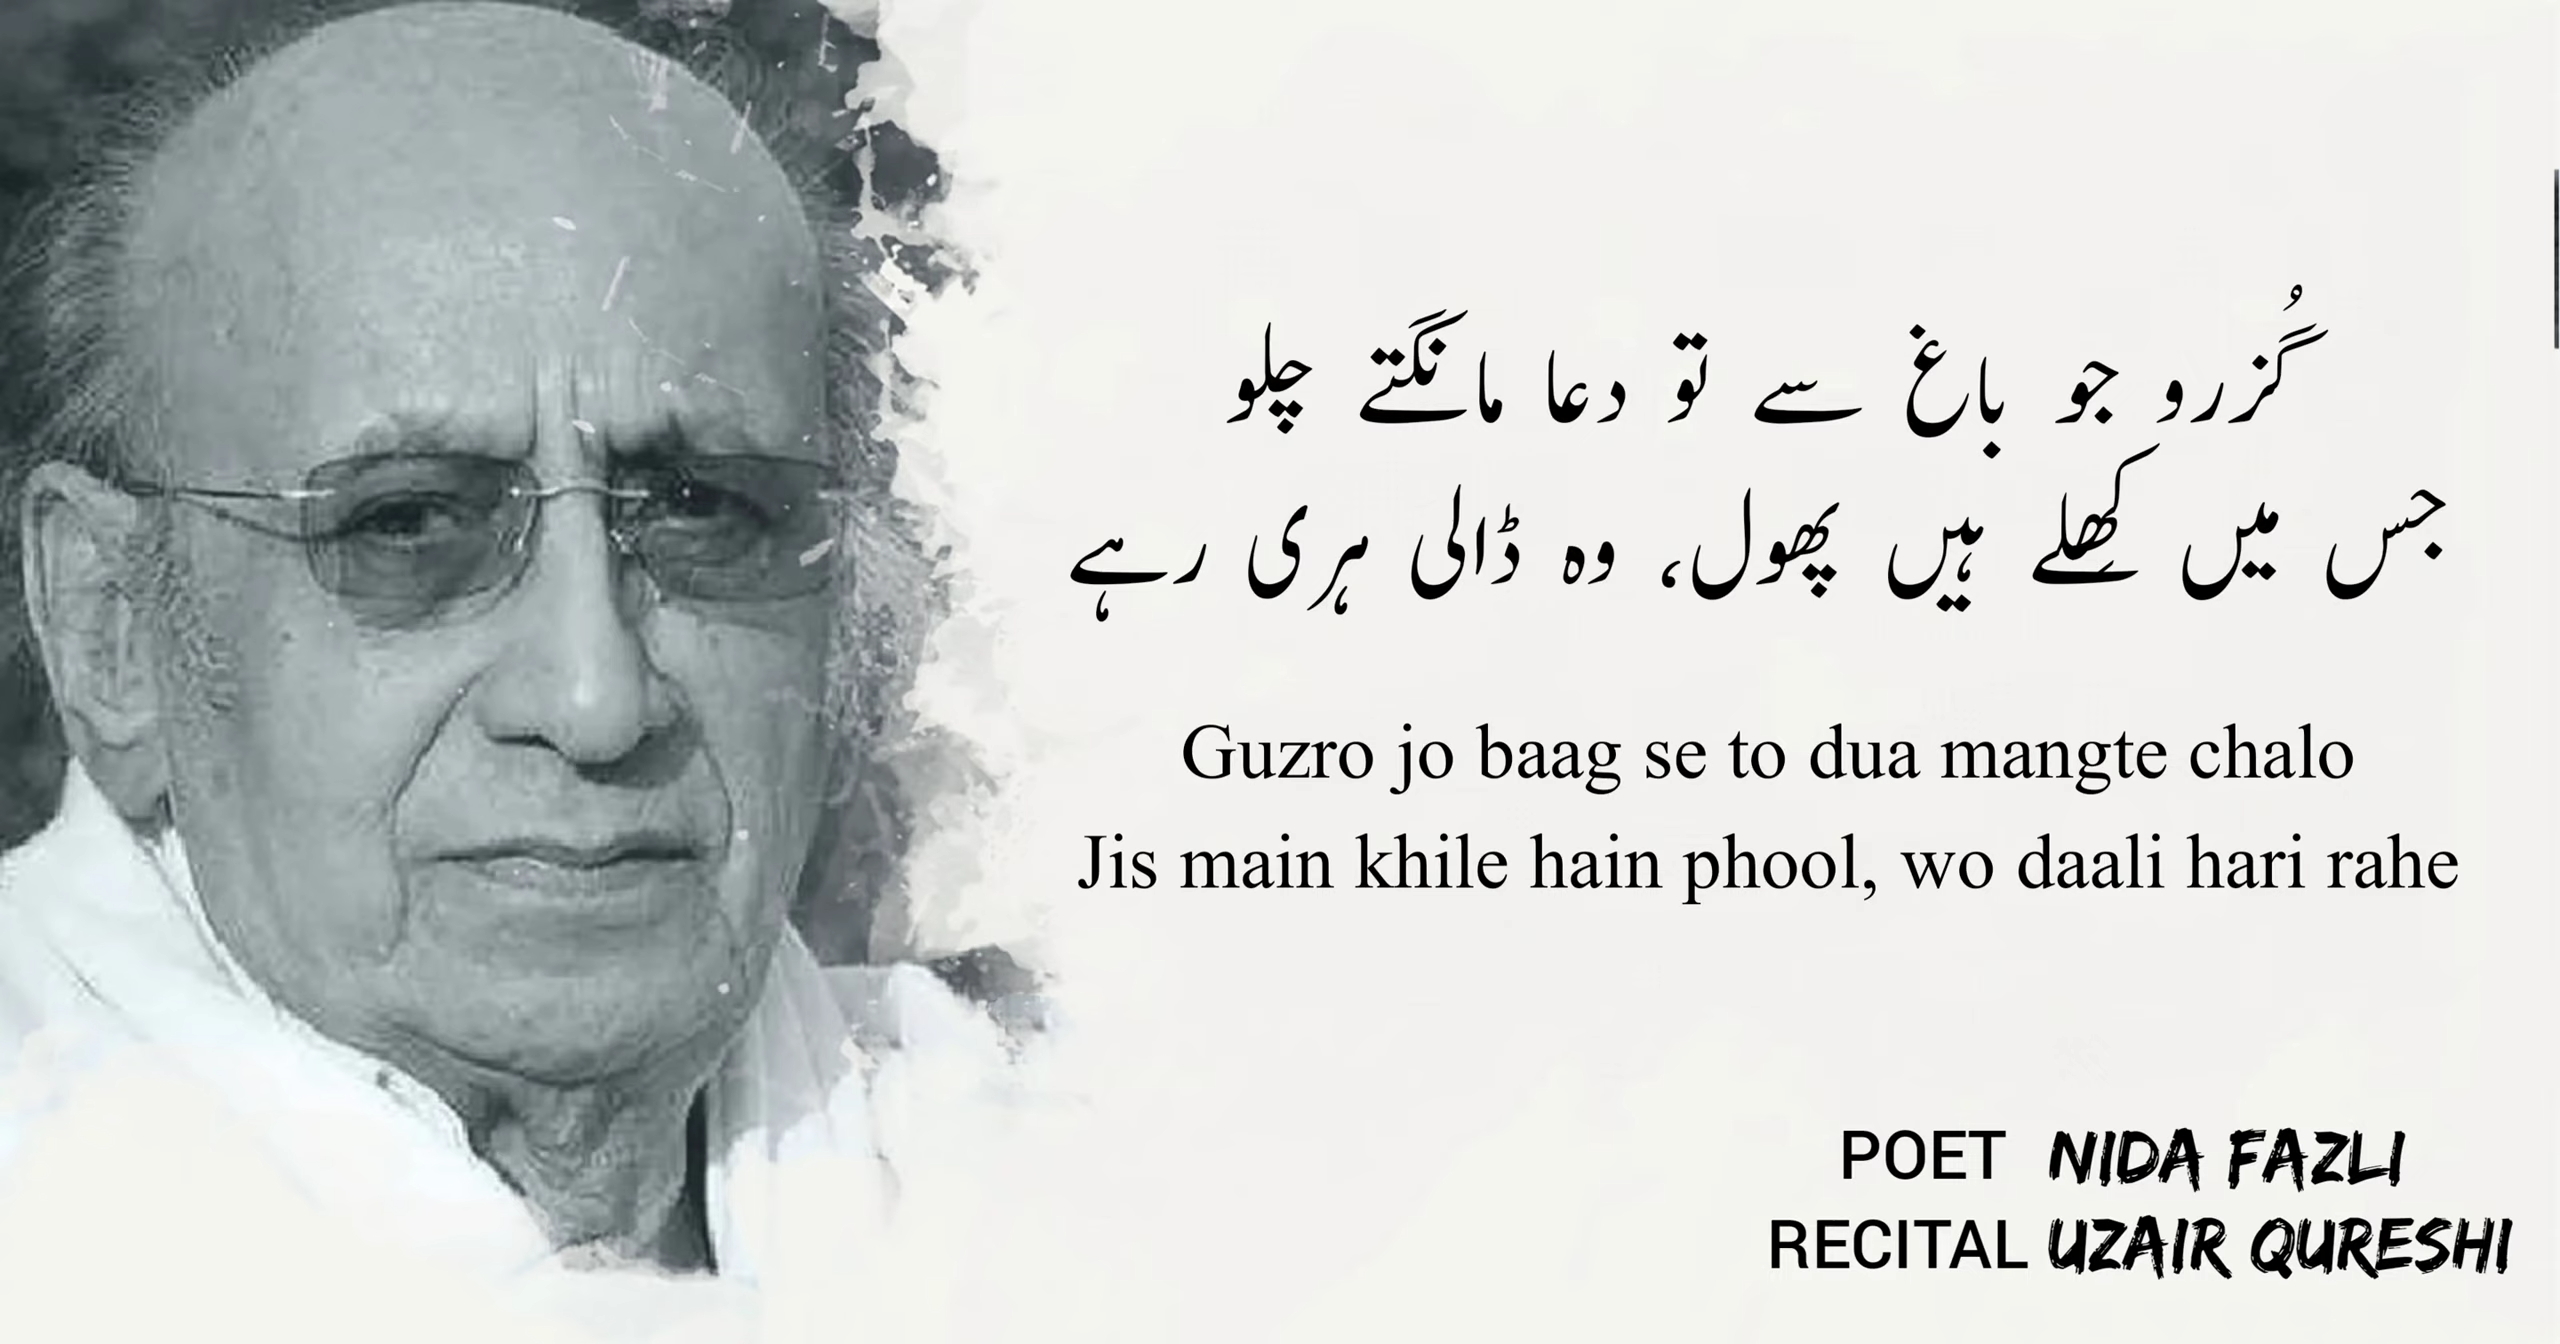 گُزرو جو باغ سے تو دعا مانگتے چلو
جس میں کھِلے ہیں پھول، وہ ڈالی ہری رہے
Guzro jo baag se to dua mangte chalo
Jis main khile hain phool, wo daali hari rahe
POET NIDA FAZLI
RECITAL UZAIR QURESHI